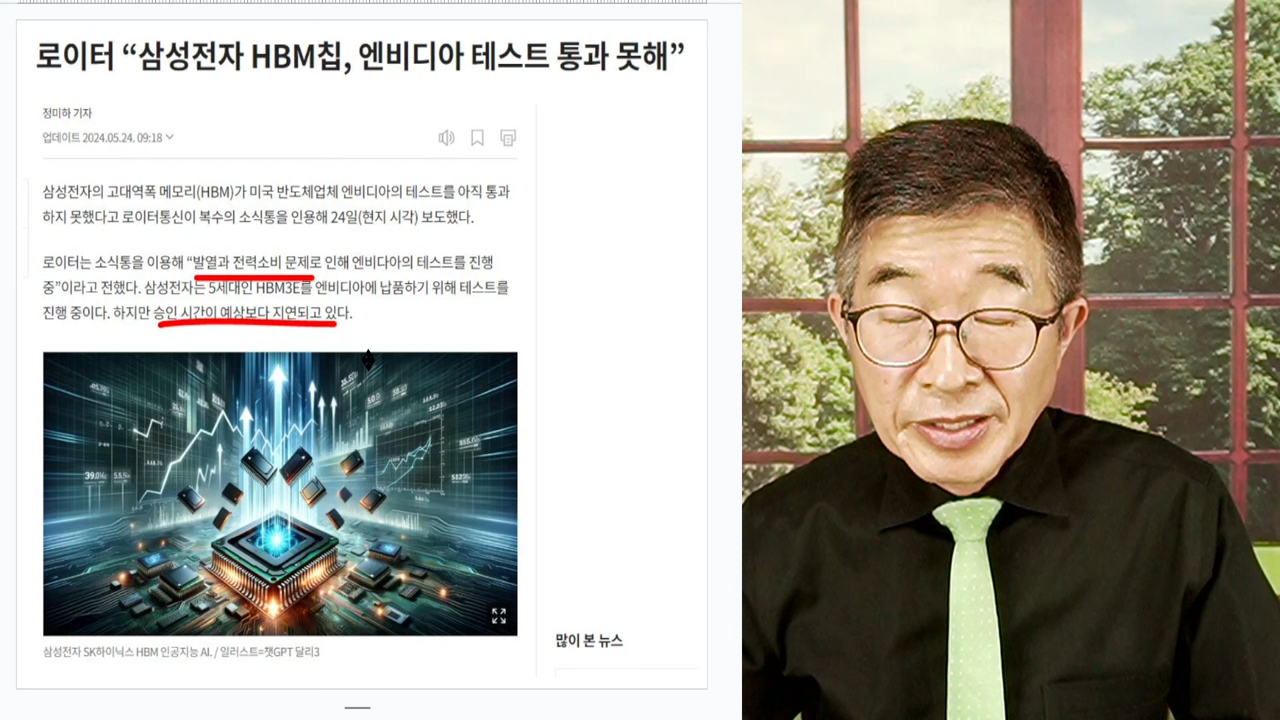 로이터 “삼성전자 HBM칩, 엔비디아 테스트 통과 못해”
정미하 기자
업데이트 2024.05.24. 09:18
삼성전자의 고대역폭 메모리(HBM)가 미국 반도체업체 엔비디아의 테스트를 아직 통과
하지 못했다고 로이터통신이 복수의 소식통을 인용해 24일(현지 시각) 보도했다.
로이터는 소식통을 이용해 “발열과 전력소비 문제로 인해 엔비다아의 테스트를 진행
중”이라고 전했다. 삼성전자는 5세대인 HBM3E를 엔비디아에 납품하기 위해 테스트를
진행 중이다. 하지만 승인 시간이 예상보다 지연되고 있다.
삼성전자 SK하이닉스 HBM 인공지능 AI. / 일러스트=챗GPT 달리3
많이 본 뉴스